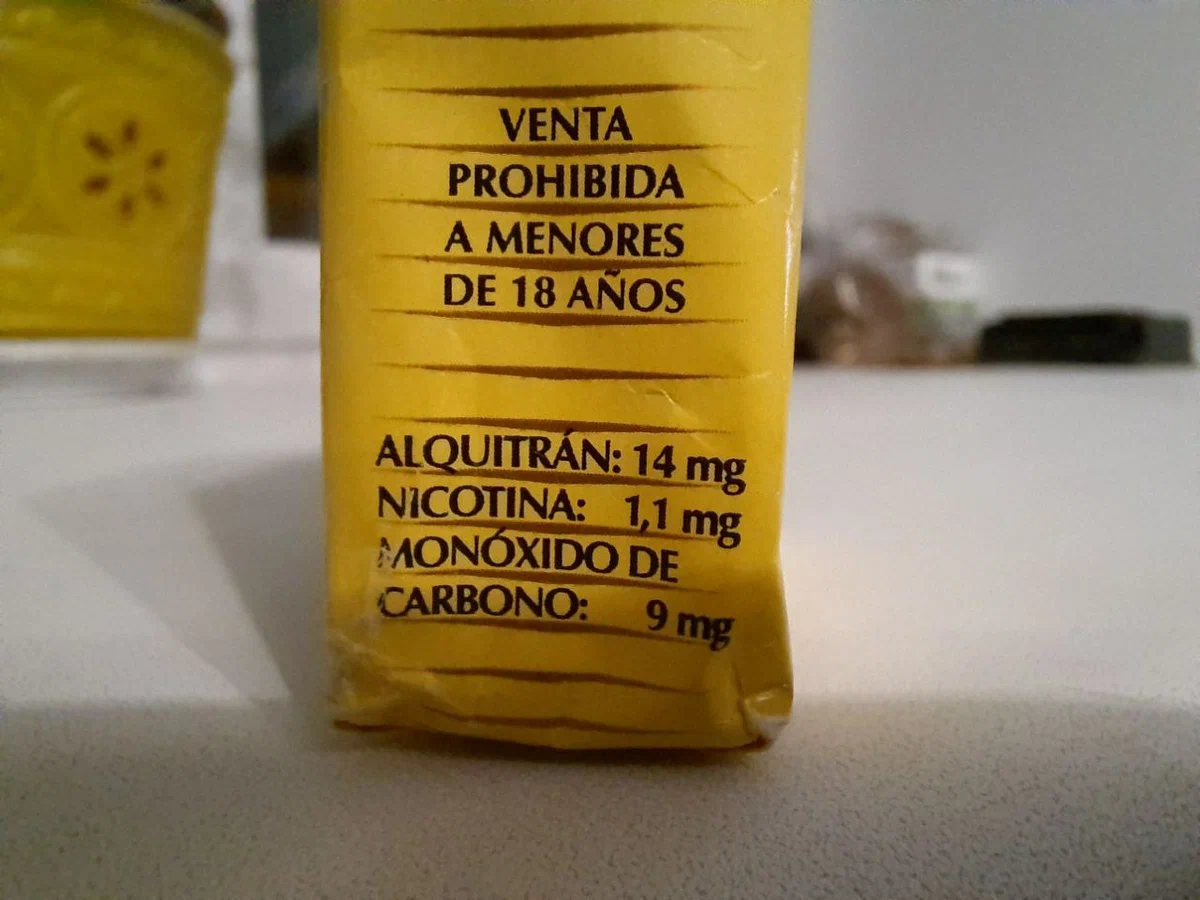 VENTA
PROHIBIDA
A MENORES
DE 18 AÑOS
ALQUITRÁN: 14 mg
NICOTINA: 1,1 mg
MONÓXIDO DE
CARBONO: 9 mg